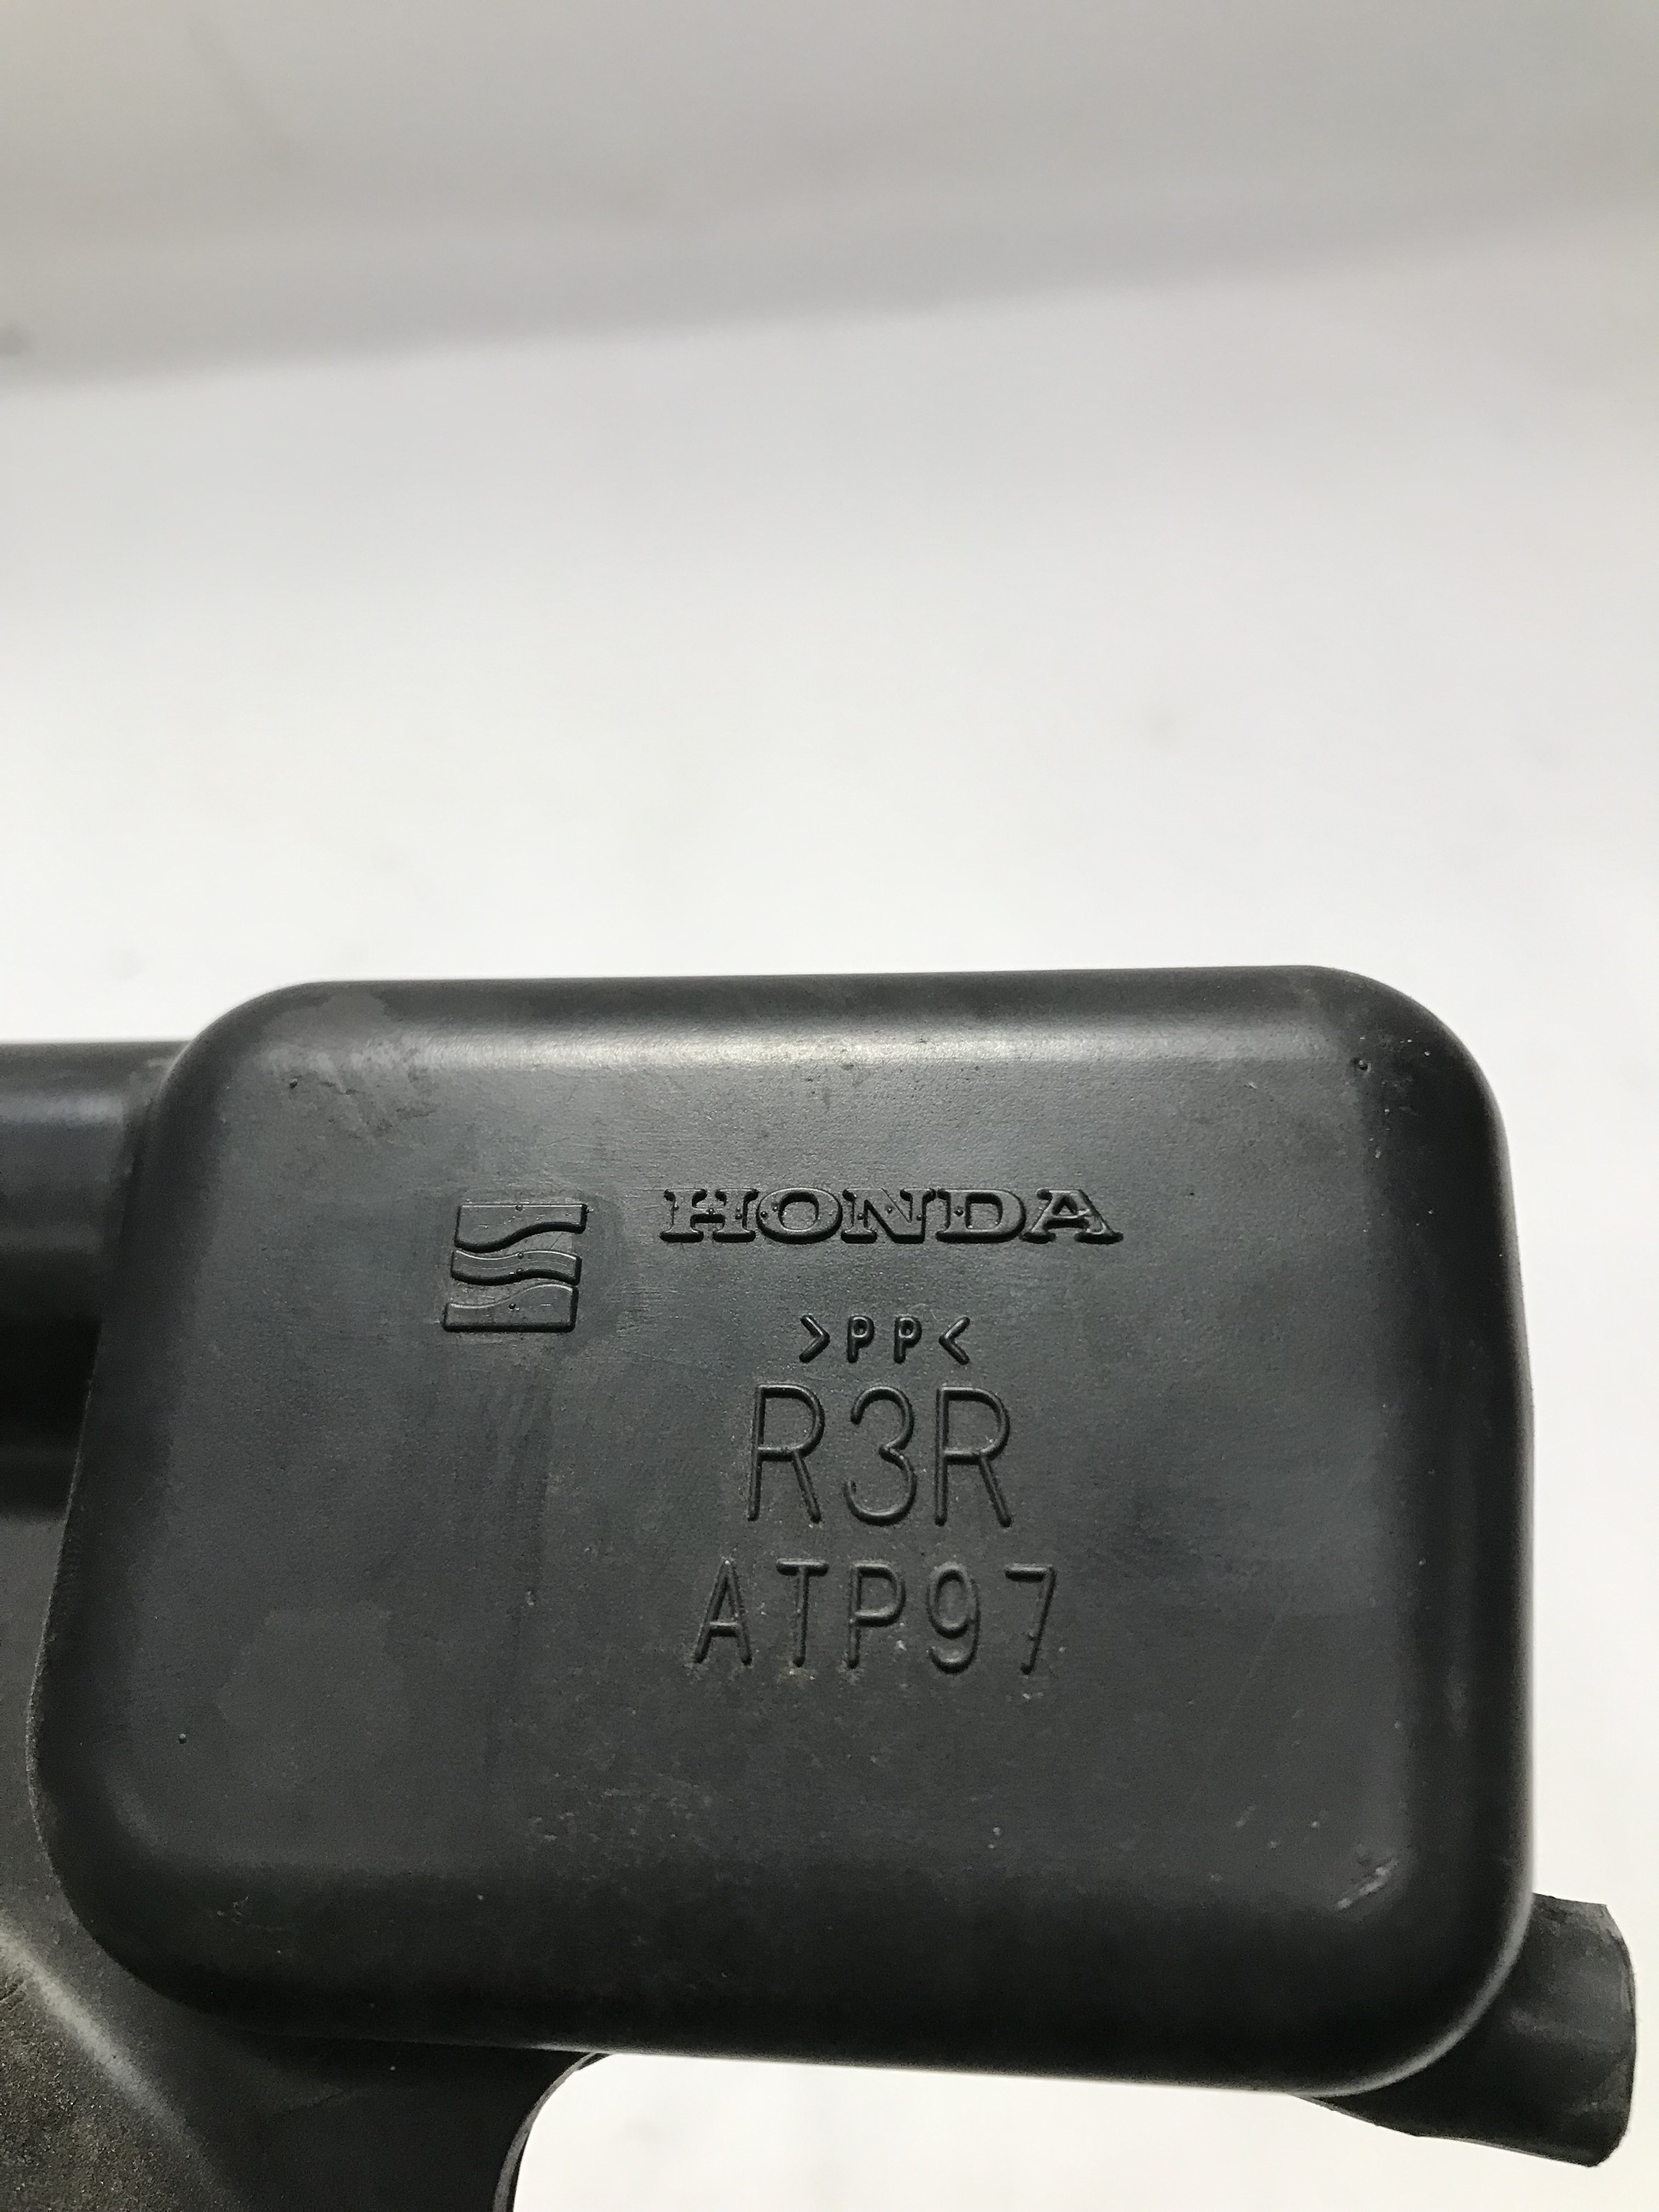 HONDA
>PP<
R3R
ATP97